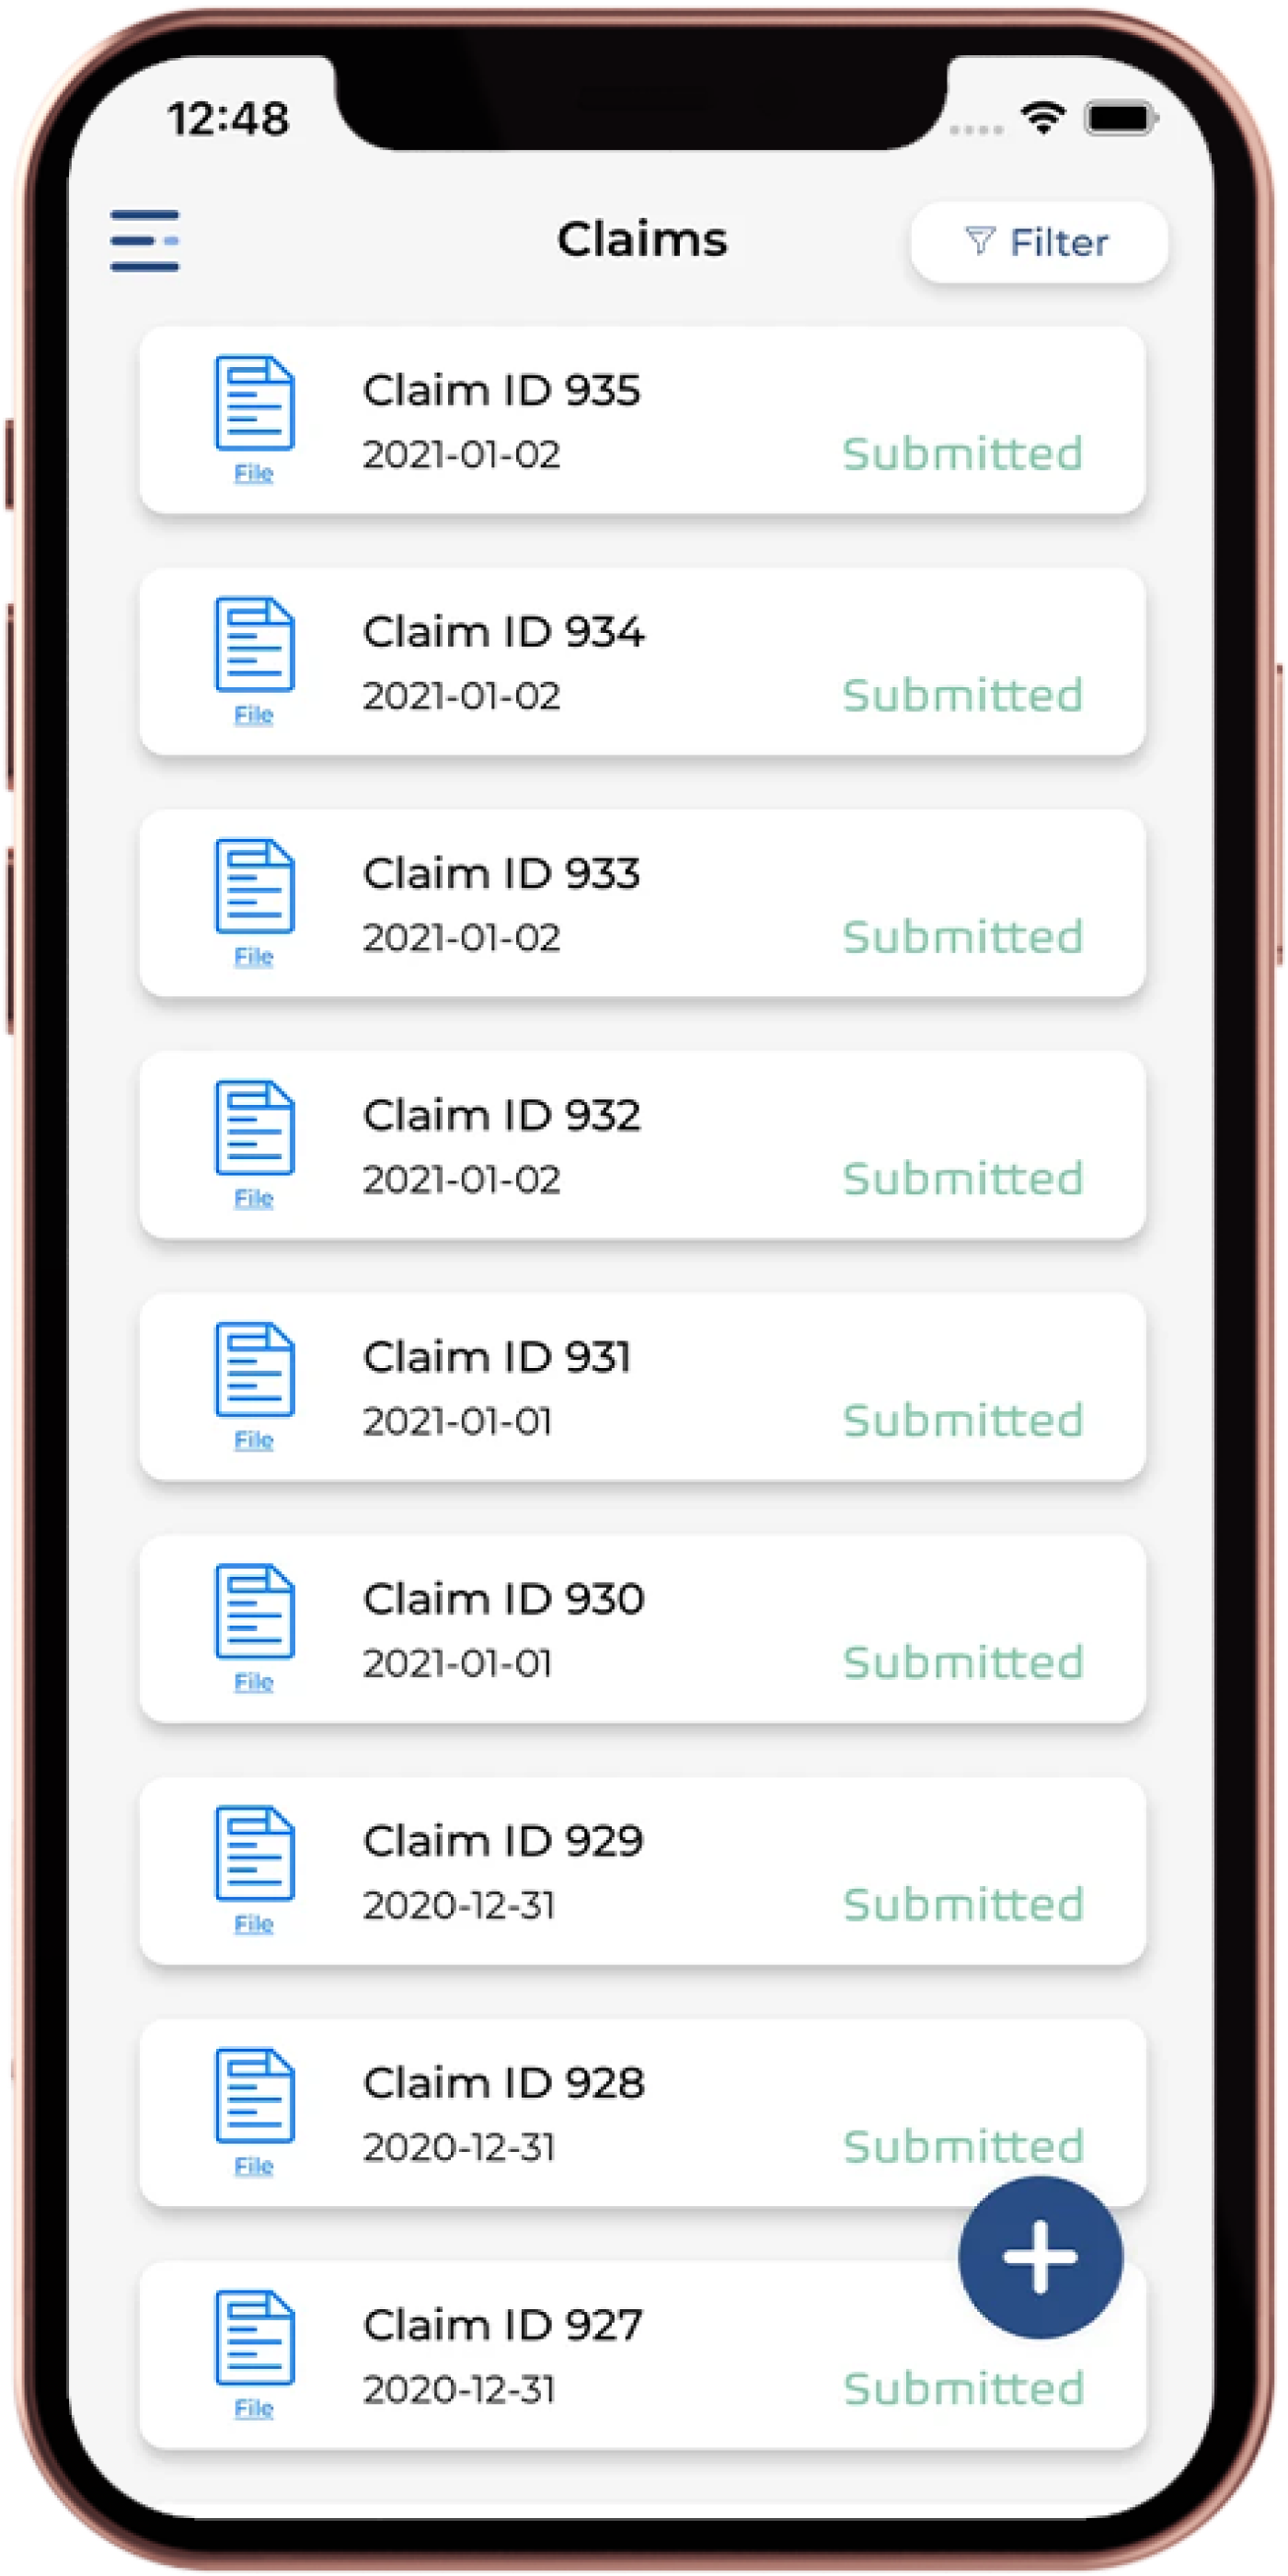 12:48
Claims
Filter
Claim ID 935
2021-01-02
Submitted
File
Claim ID 934
2021-01-02
Submitted
File
Claim ID 933
2021-01-02
Submitted
File
Claim ID 932
2021-01-02
Submitted
File
Claim ID 931
2021-01-01
Submitted
File
Claim ID 930
2021-01-01
Submitted
File
Claim ID 929
2020-12-31
Submitted
File
Claim ID 928
2020-12-31
Submitted
File
Claim ID 927
2020-12-31
Submitted
File